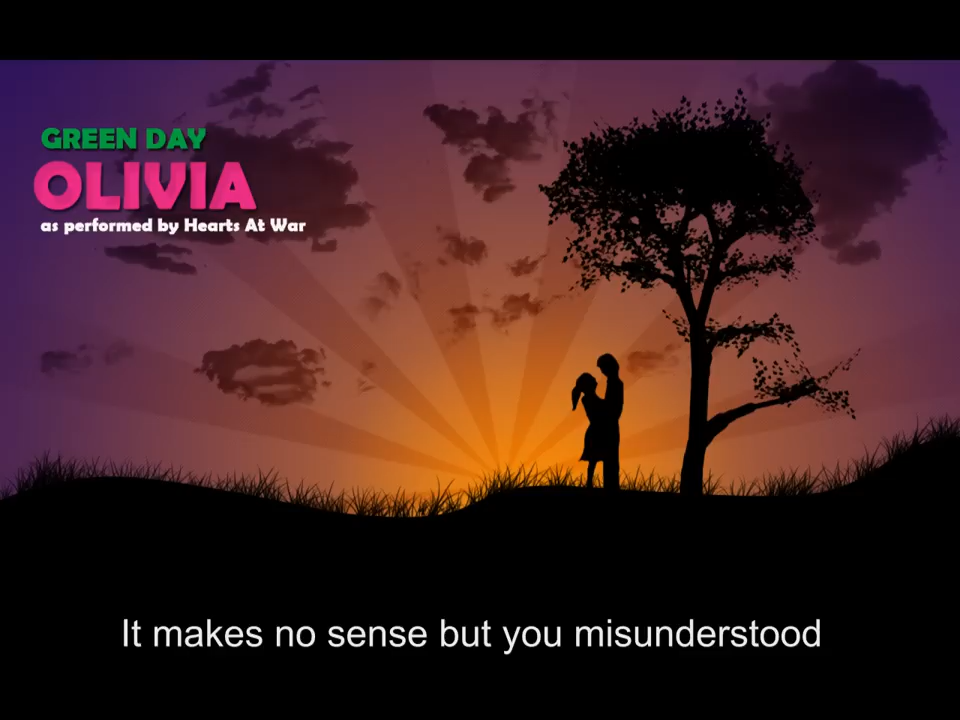 GREEN DAY
OLIVIA
as performed by Hearts At War
It makes no sense but you misunderstood